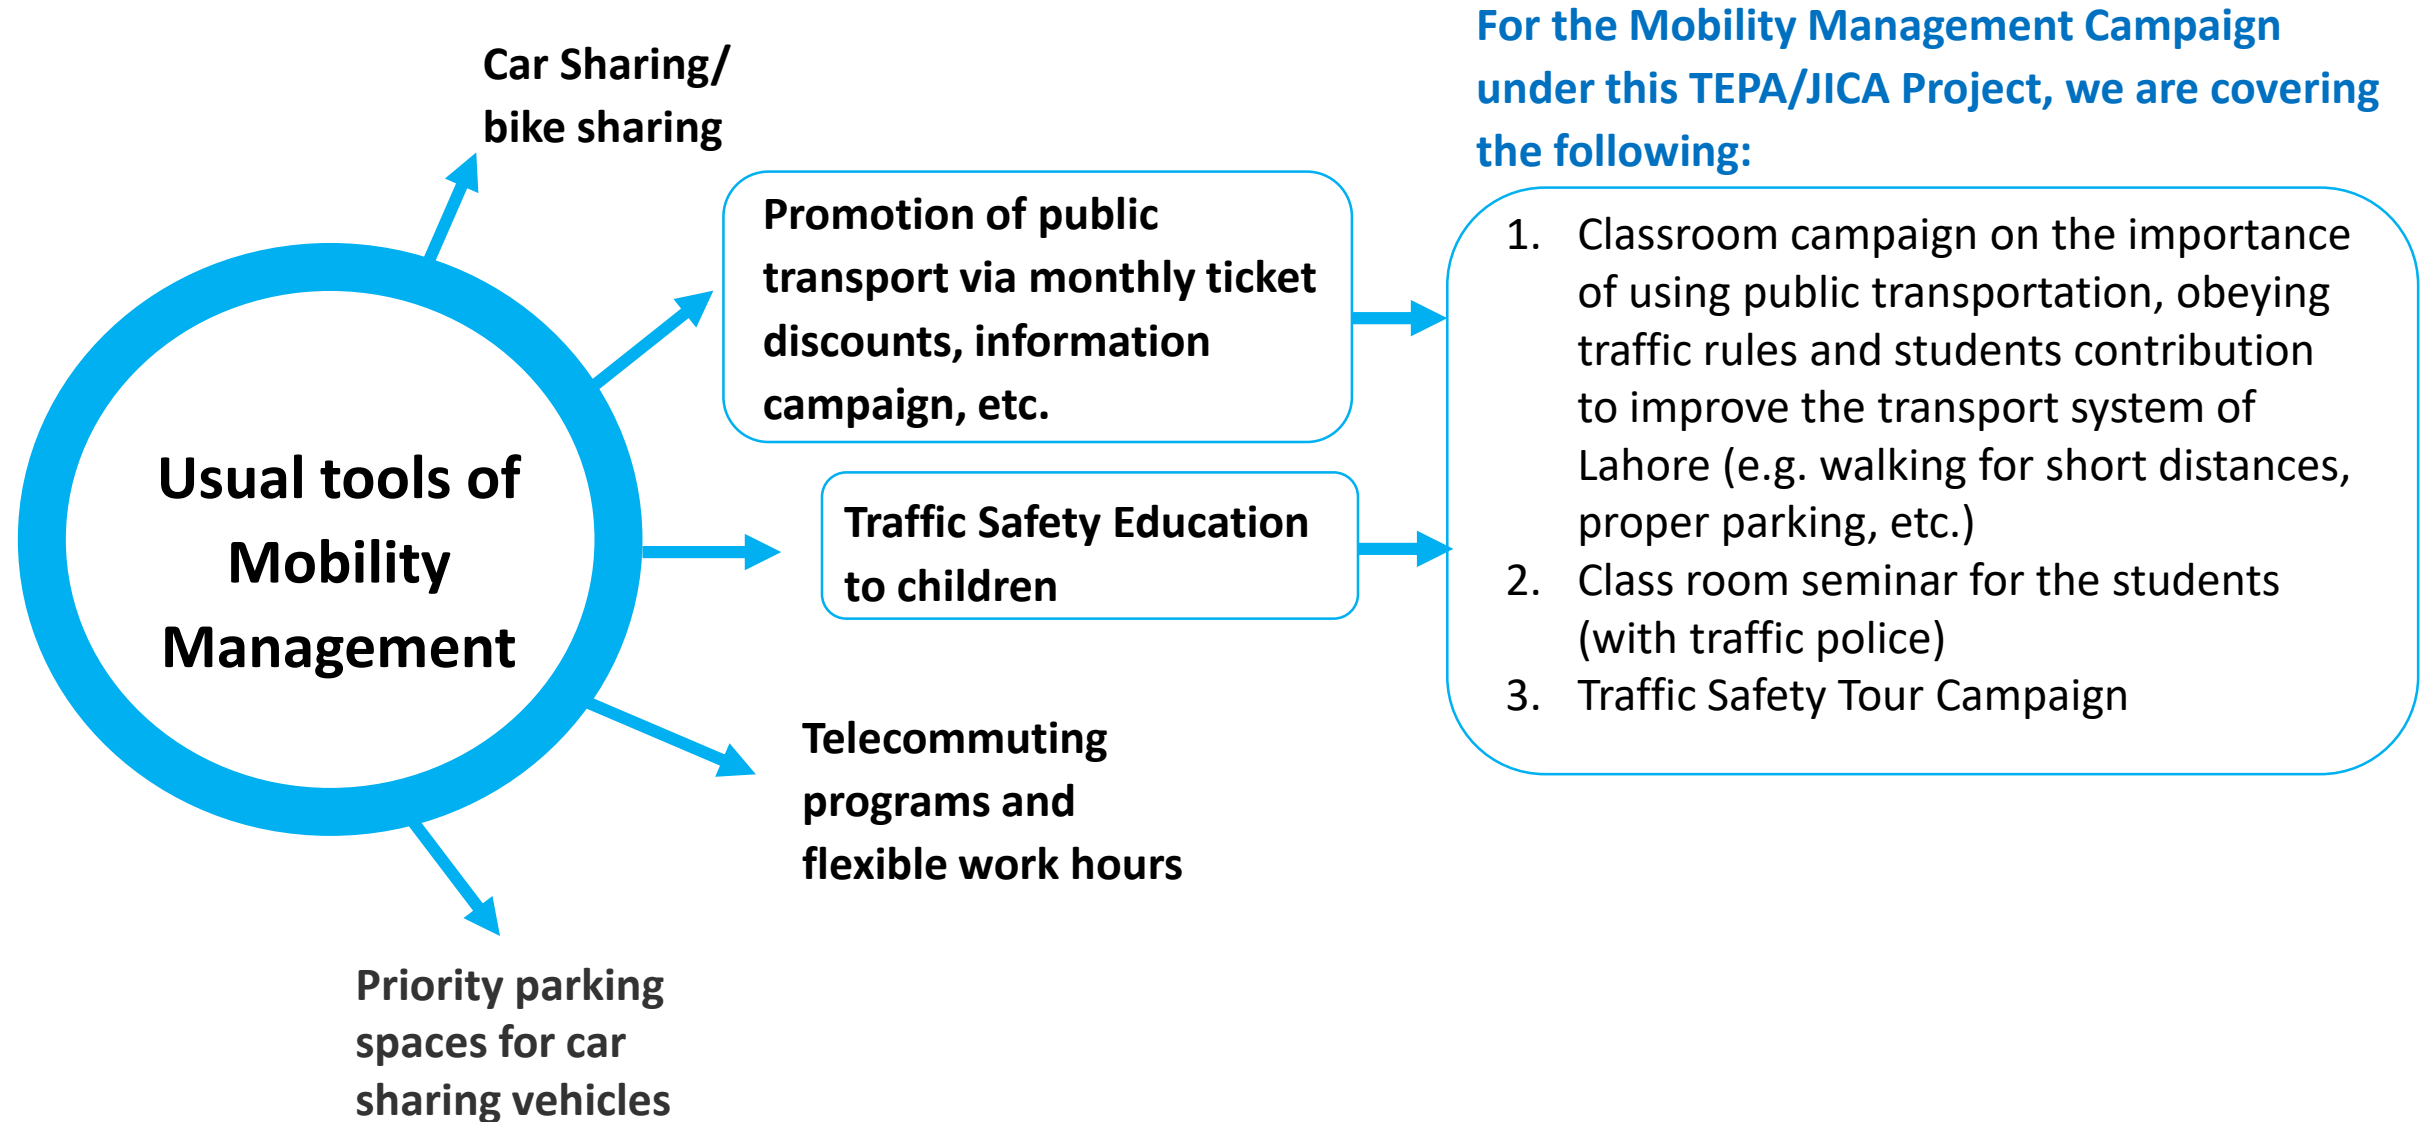 For the Mobility Management Campaign
under this TEPA/JICA Project, we are covering
the following:
Car Sharing/
bike sharing
Promotion of public
transport via monthly ticket
discounts, information
campaign, etc.
Usual tools of
Mobility
Management
Traffic Safety Education
to children
Telecommuting
programs and
flexible work hours
Priority parking
spaces for car
sharing vehicles
1. Classroom campaign on the importance
of using public transportation, obeying
traffic rules and students contribution
to improve the transport system of
Lahore (e.g. walking for short distances,
proper parking, etc.)
2. Class room seminar for the students
(with traffic police)
3. Traffic Safety Tour Campaign